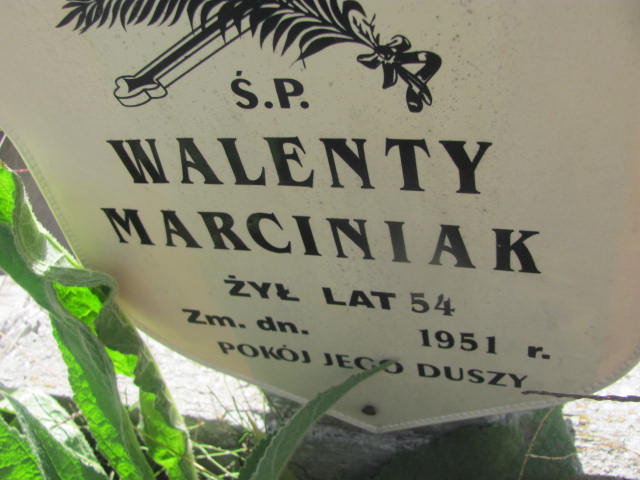 Ś.P.
WALENTY
MARCINIAK
ŻYŁ LAT 54
Zm. dn. 1951 r.
POKÓJ JEGO DUSZY